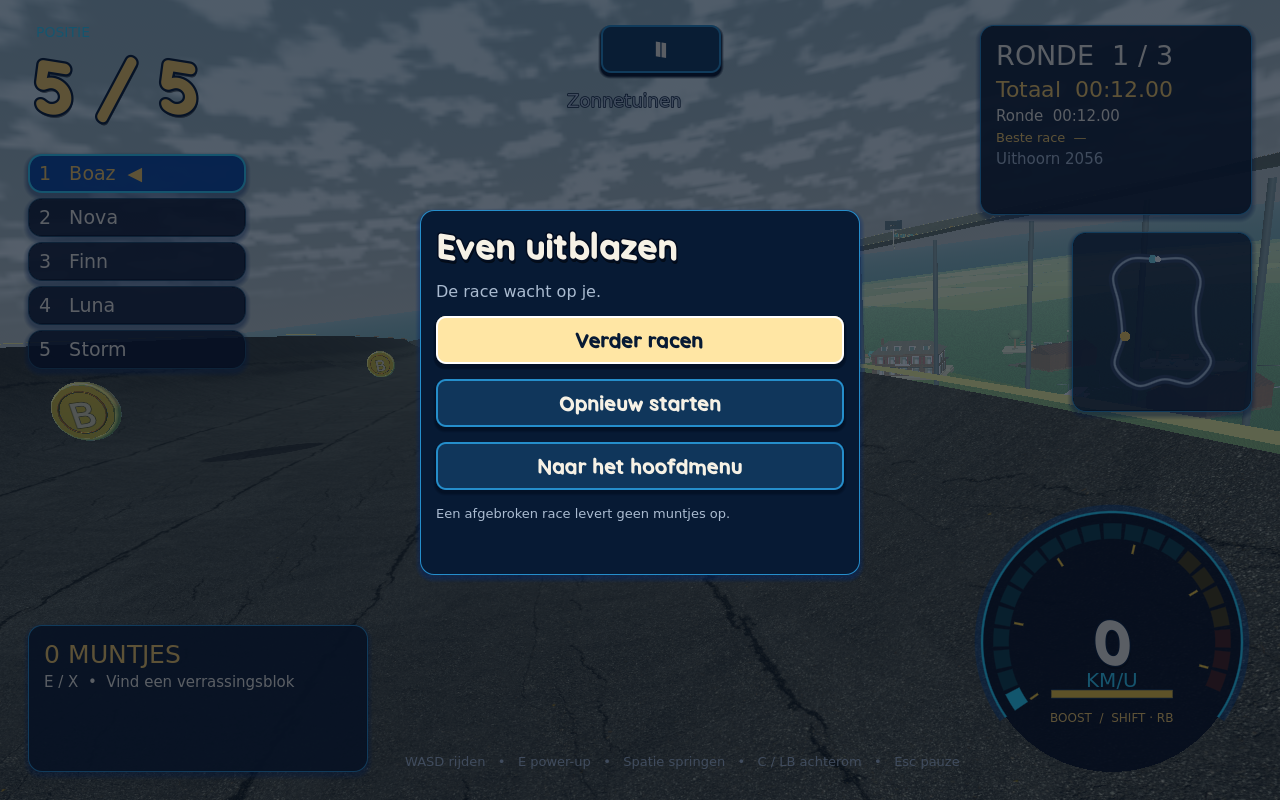 5 / 5
Zonnetuinen
RONDE 1 / 3
Totaal 00:12.00
Ronde 00:12.00
Beste race —
Uithoorn 2056
1 Boaz ◀
2 Nova
3 Finn
4 Luna
5 Storm
B
B
Even uitblazen
De race wacht op je.
Verder racen
Opnieuw starten
Naar het hoofdmenu
Een afgebroken race levert geen muntjes op.
0 MUNTJES
E / X • Vind een verrassingsblok
0
KM/U
BOOST / SHIFT · RB
WASD rijden • E power-up • Spatie springen • C / LB achterom • Esc pauze